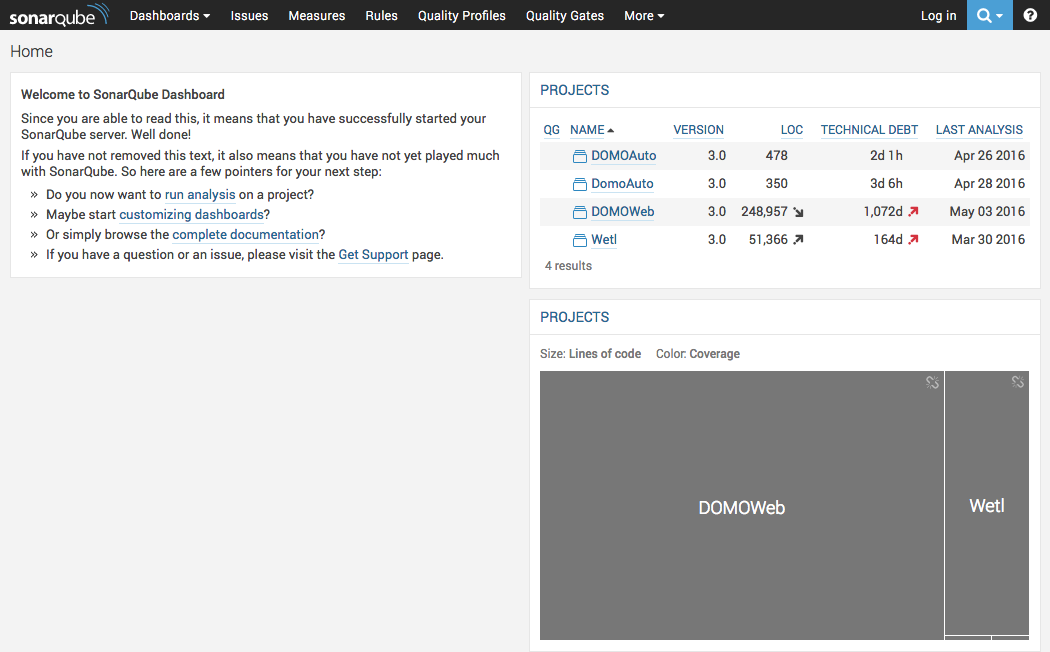 sonarqube Dashboards Issues Measures Rules Quality Profiles Quality Gates More Log in ?
Home
Welcome to SonarQube Dashboard
Since you are able to read this, it means that you have successfully started your
SonarQube server. Well done!
If you have not removed this text, it also means that you have not yet played much
with SonarQube. So here are a few pointers for your next step:
» Do you now want to run analysis on a project?
» Maybe start customizing dashboards?
» Or simply browse the complete documentation?
» If you have a question or an issue, please visit the Get Support page.
PROJECTS
QG NAME VERSION LOC TECHNICAL DEBT LAST ANALYSIS
DOMOAuto 3.0 478 2d 1h Apr 26 2016
DomoAuto 3.0 350 3d 6h Apr 28 2016
DOMOWeb 3.0 248,957 1,072d May 03 2016
Wetl 3.0 51,366 164d Mar 30 2016
4 results
PROJECTS
Size: Lines of code Color: Coverage
DOMOWeb
Wetl